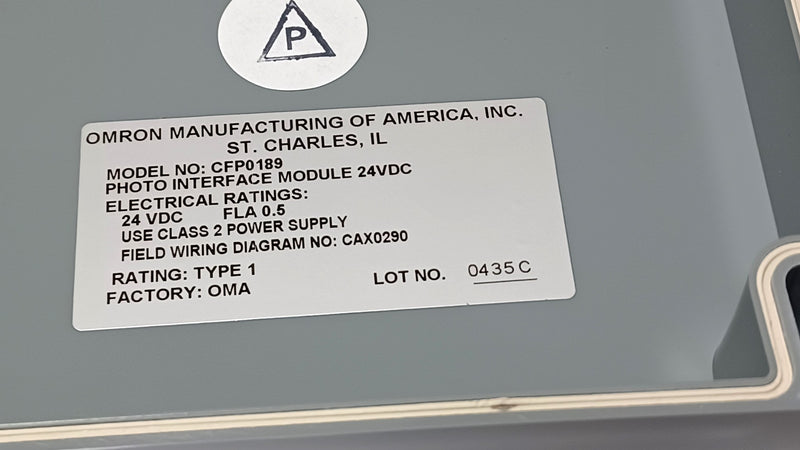 P
OMRON MANUFACTURING OF AMERICA, INC.
ST. CHARLES, IL
MODEL NO: CFP0189
PHOTO INTERFACE MODULE 24VDC
ELECTRICAL RATINGS:
24 VDC FLA 0.5
USE CLASS 2 POWER SUPPLY
FIELD WIRING DIAGRAM NO: CAX0290
RATING: TYPE 1
FACTORY: OMA LOT NO. 0435C